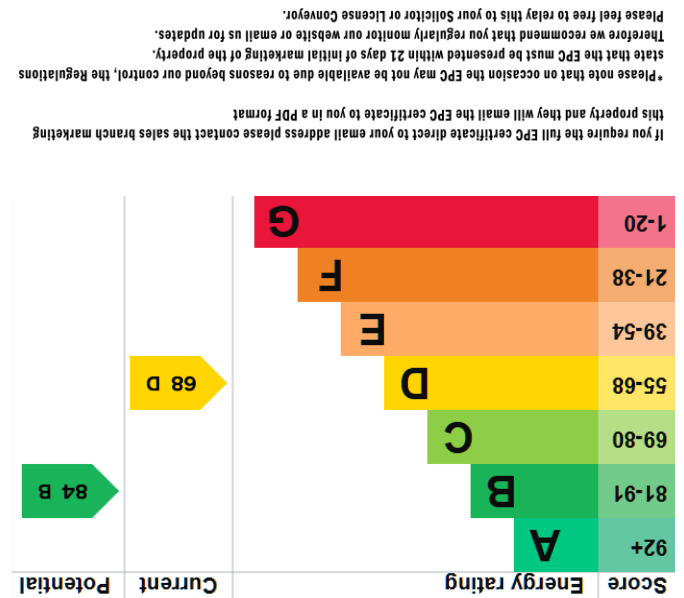 Score Energy rating Current Potential
92+ A
81-91 B 84 B
69-80 C
55-68 D 68 D
39-54 E
21-38 F
1-20 G
If you require the full EPC certificate direct to your email address please contact the sales branch marketing
this property and they will email the EPC certificate to you in a PDF format
*Please note that on occasion the EPC may not be available due to reasons beyond our control, the Regulations
state that the EPC must be presented within 21 days of initial marketing of the property.
Therefore we recommend that you regularly monitor our website or email us for updates.
Please feel free to relay this to your Solicitor or License Conveyor.